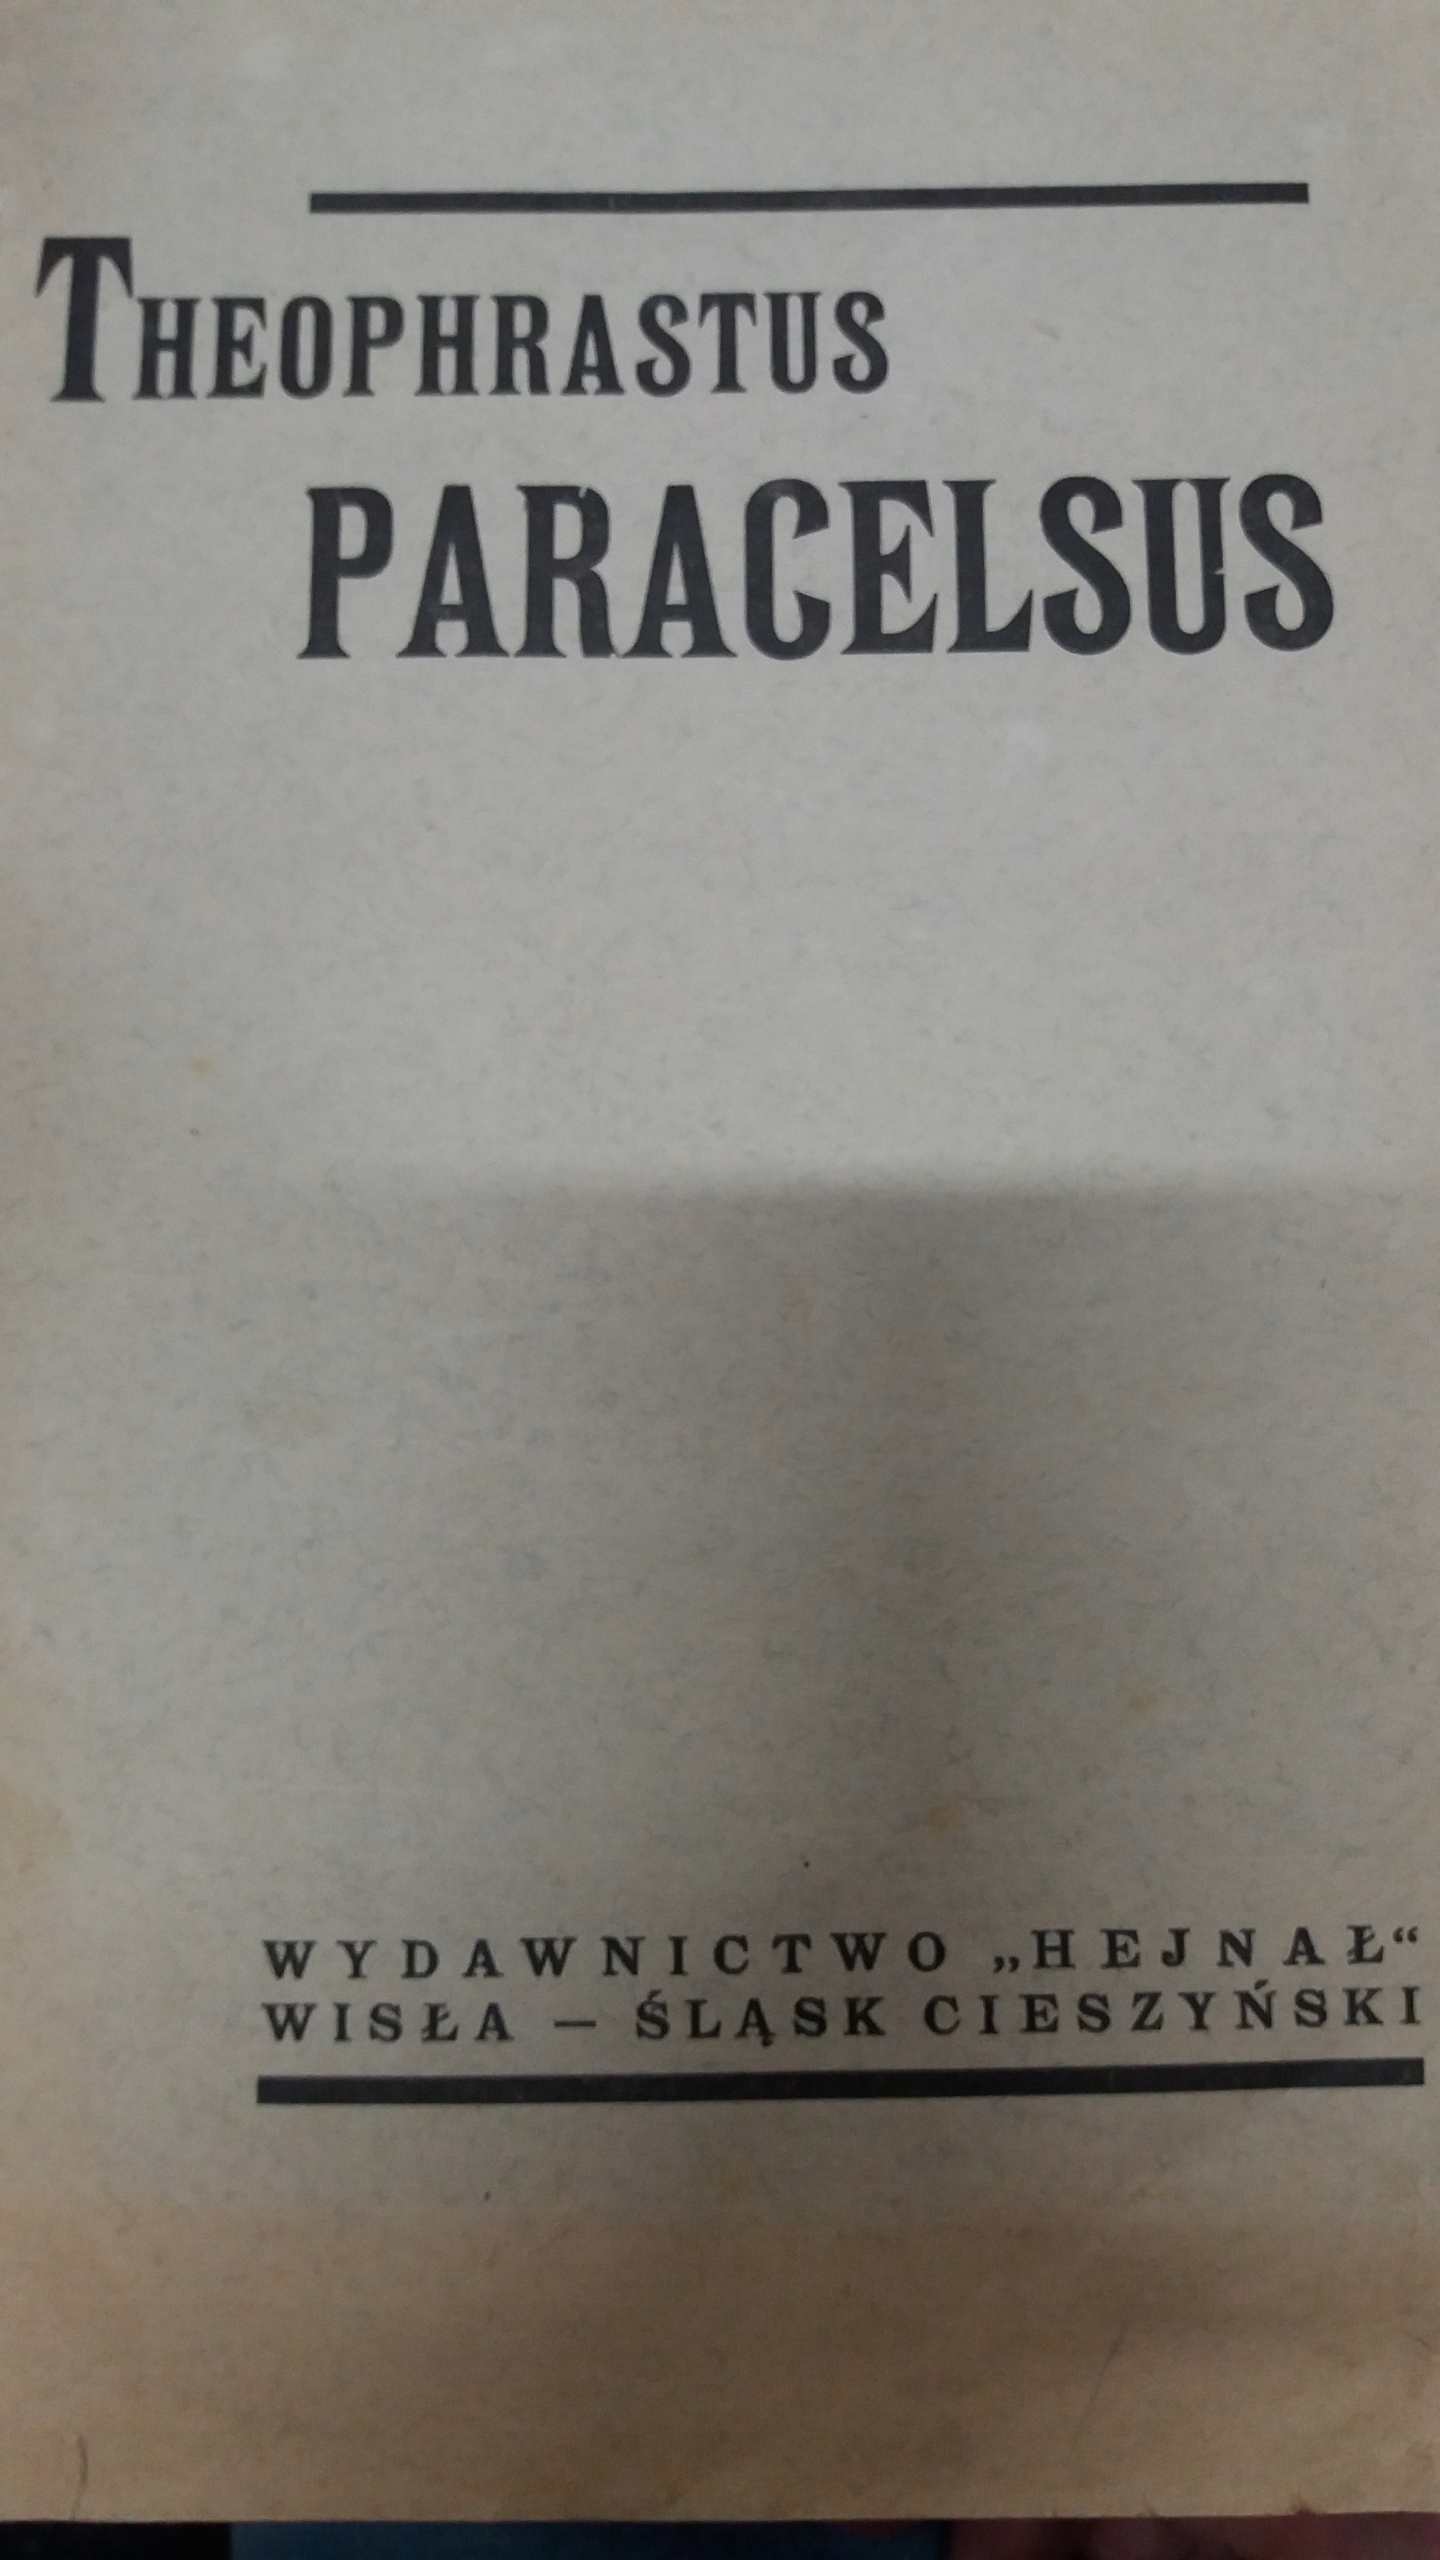 THEOPHRASTUS
PARACELSUS
WYDAWNICTWO „HEJNAŁ“
WISŁA — ŚLĄSK CIESZYŃSKI